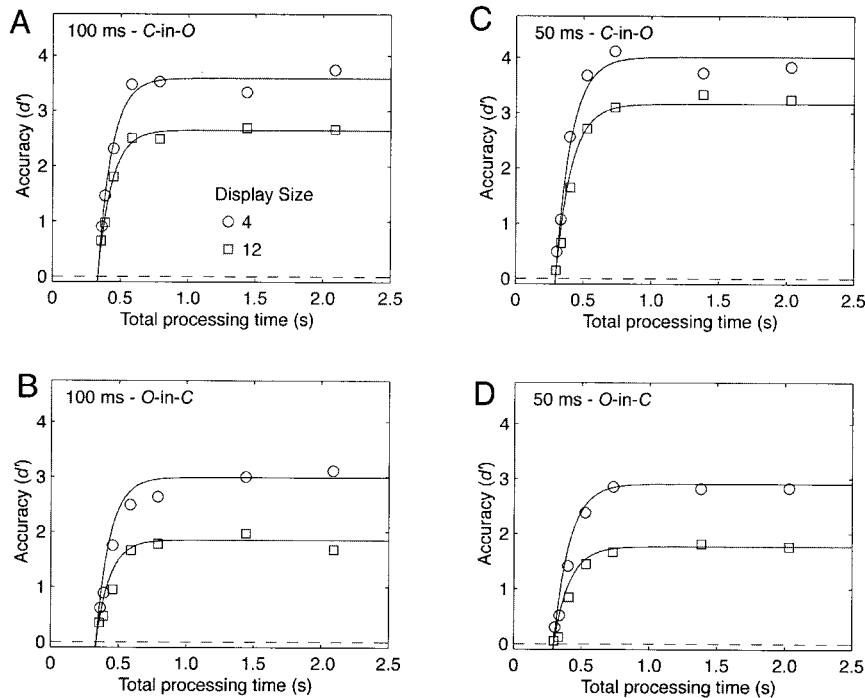 A
100 ms - C-in-O
Accuracy (d')
4
3
2
1
0
Display Size
4
12
0 0.5 1.0 1.5 2.0 2.5
Total processing time (s)
C
50 ms - C-in-O
Accuracy (d')
4
3
2
1
0
0 0.5 1.0 1.5 2.0 2.5
Total processing time (s)
B
100 ms - O-in-C
Accuracy (d')
4
3
2
1
0
0 0.5 1.0 1.5 2.0 2.5
Total processing time (s)
D
50 ms - O-in-C
Accuracy (d')
4
3
2
1
0
0 0.5 1.0 1.5 2.0 2.5
Total processing time (s)